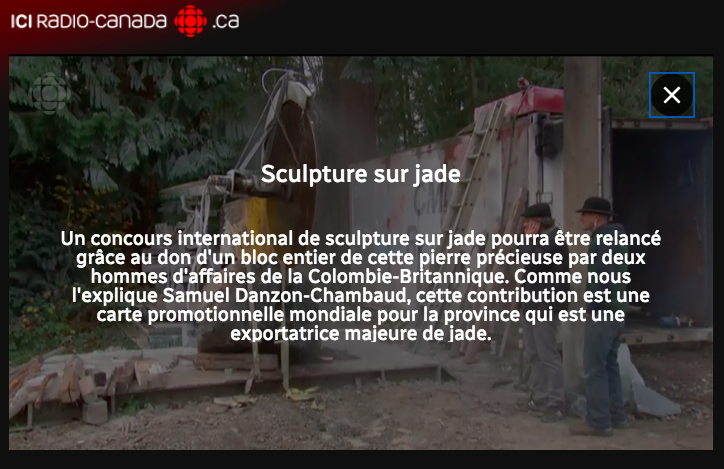 ICI RADIO-CANADA .ca
Sculpture sur jade
Un concours international de sculpture sur jade pourra être relancé
grâce au don d'un bloc entier de cette pierre précieuse par deux
hommes d'affaires de la Colombie-Britannique. Comme nous
l'explique Samuel Danzon-Chambaud, cette contribution est une
carte promotionnelle mondiale pour la province qui est une
exportatrice majeure de jade.